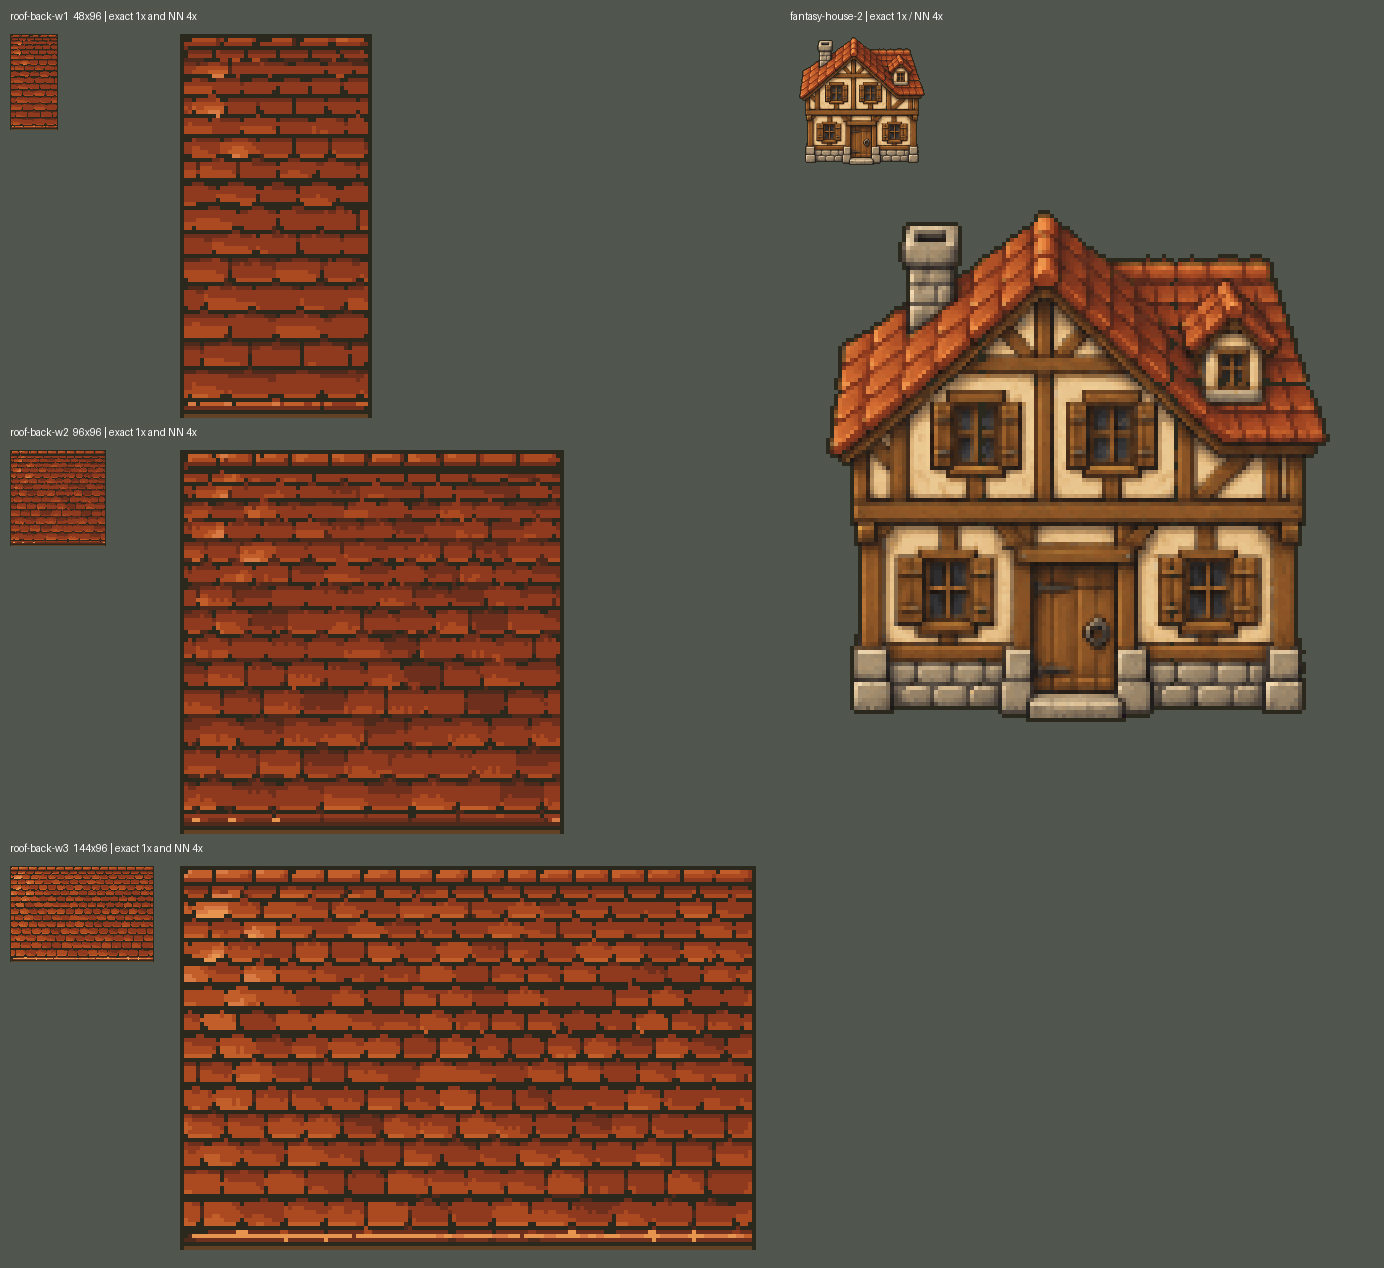 roof-back-w1 48x96 | exact 1x and NN 4x
fantasy-house-2 | exact 1x / NN 4x
roof-back-w2 96x96 | exact 1x and NN 4x
roof-back-w3 144x96 | exact 1x and NN 4x